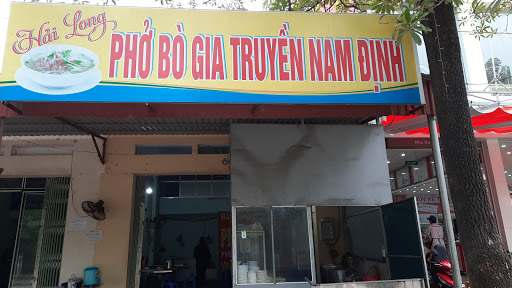 Hải Long
PHỞ BÒ GIA TRUYỀN NAM ĐỊNH